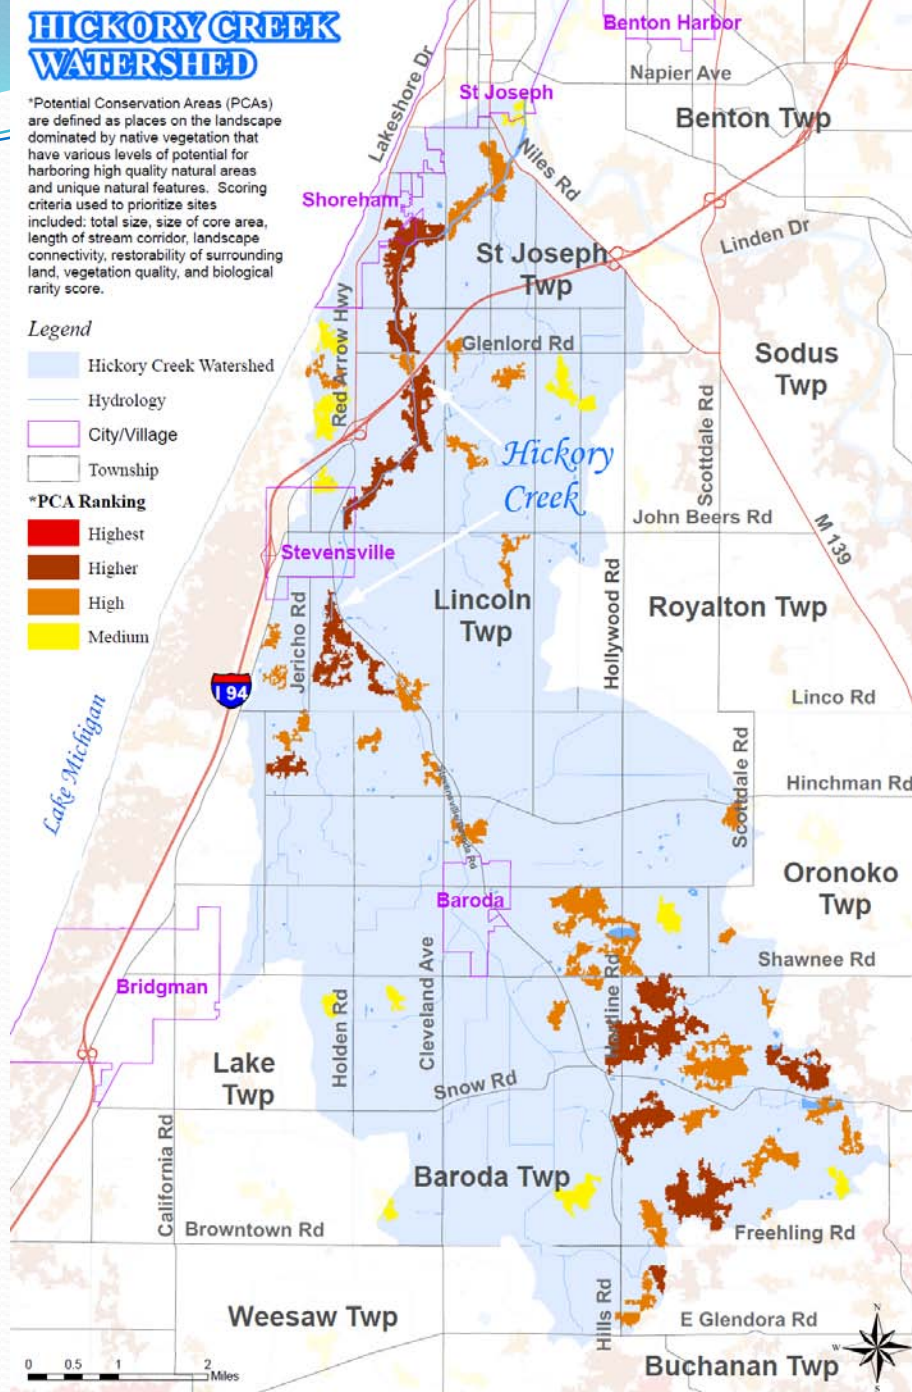 HICKORY CREEK
WATERSHED
*Potential Conservation Areas (PCAs)
are defined as places on the landscape
dominated by native vegetation that
have various levels of potential for
harboring high quality natural areas
and unique natural features. Scoring
criteria used to prioritize sites
included: total size, size of core area,
length of stream corridor, landscape
connectivity, restorability of surrounding
land, vegetation quality, and biological
rarity score.
Legend
Hickory Creek Watershed
Hydrology
City/Village
Township
*PCA Ranking
Highest
Higher
High
Medium
Benton Harbor
Napier Ave
St Joseph
Benton Twp
Lakeshore Dr
Niles Rd
Shoreham
Linden Dr
St Joseph
Twp
Red Arrow Hwy
Glenlord Rd
Sodus
Twp
Scottdale Rd
Hickory
Creek
John Beers Rd
M 139
Stevensville
Lincoln
Twp
Hollywood Rd
Royalton Twp
Jericho Rd
I 94
Linco Rd
Lake Michigan
Scottdale Rd
Hinchman Rd
Stevensville Baroda Rd
Oronoko
Twp
Baroda
Shawnee Rd
Bridgman
Cleveland Ave
Holden Rd
Lake
Twp
Snow Rd
California Rd
Baroda Twp
Browntown Rd
Freehling Rd
Hills Rd
Weesaw Twp
E Glendora Rd
Buchanan Twp
0 0.5 1 2
Miles
N
W
S